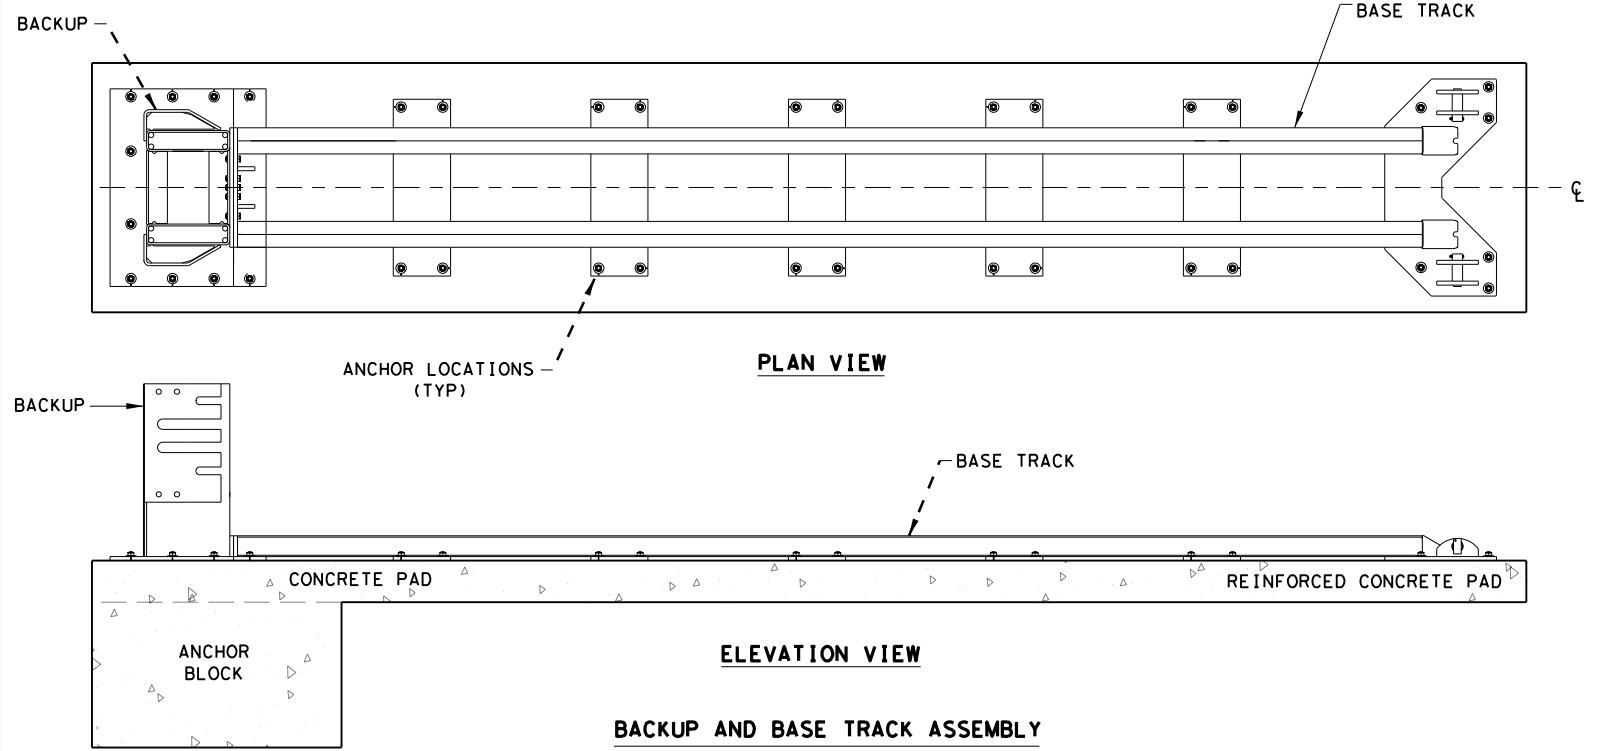 BACKUP
BASE TRACK
℄
ANCHOR LOCATIONS
(TYP)
PLAN VIEW
BACKUP
BASE TRACK
CONCRETE PAD
REINFORCED CONCRETE PAD
ANCHOR
BLOCK
ELEVATION VIEW
BACKUP AND BASE TRACK ASSEMBLY